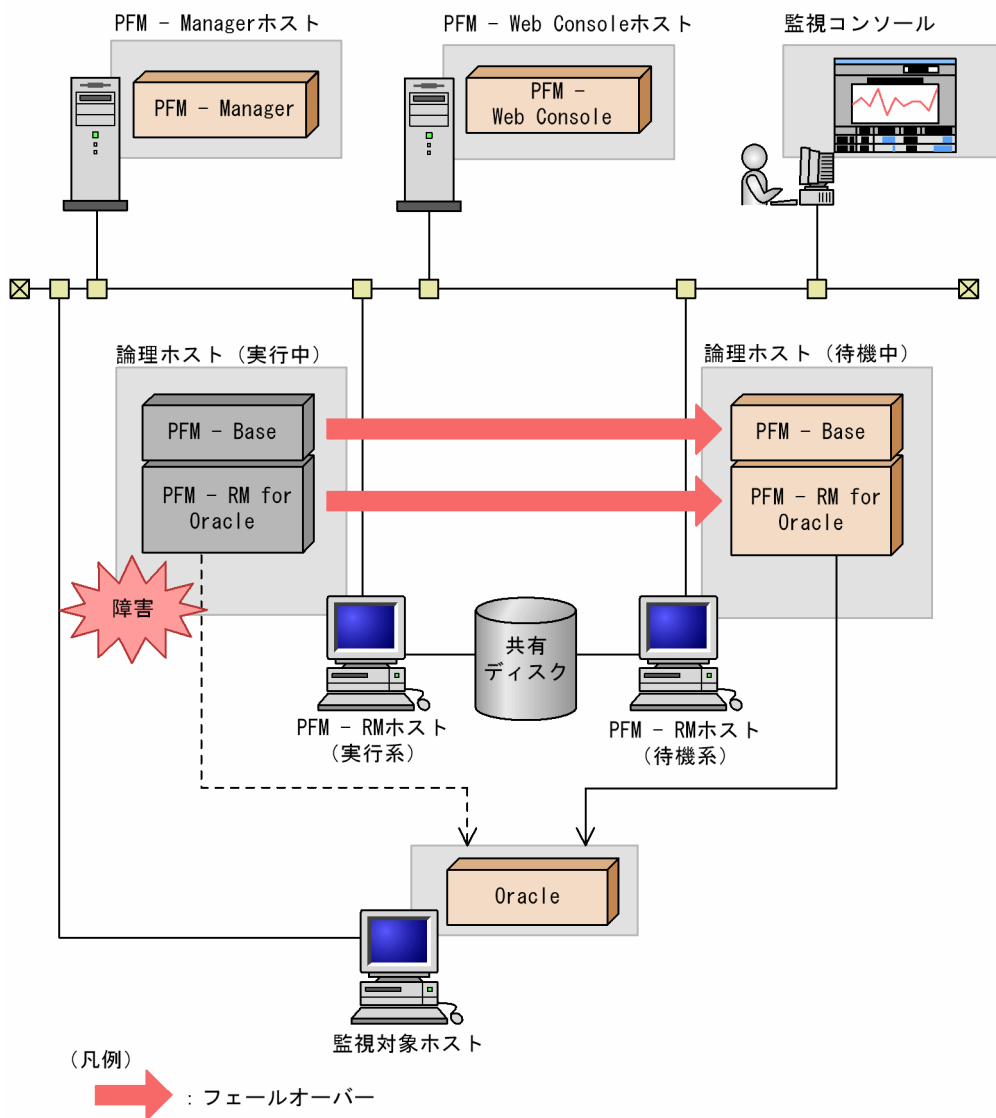 PFM - Managerホスト
PFM - Web Consoleホスト
監視コンソール
PFM - Manager
PFM -
Web Console
論理ホスト（実行中）
論理ホスト（待機中）
PFM - Base
PFM - Base
PFM - RM for
Oracle
PFM - RM for
Oracle
障害
共有
ディスク
PFM - RMホスト
（実行系）
PFM - RMホスト
（待機系）
Oracle
監視対象ホスト
（凡例）
：フェールオーバー